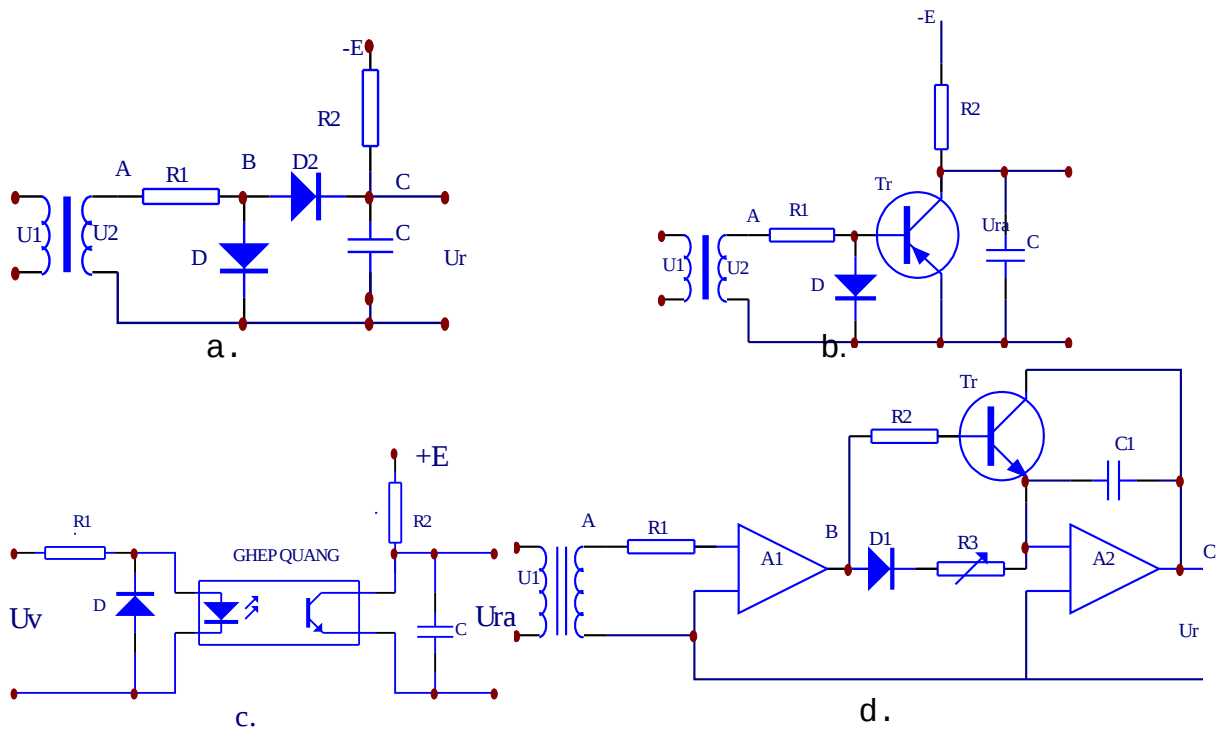 -E
R2
A
R1
B
D2
C
U1
U2
D
C
Ur
a.
-E
R2
Tr
A
R1
Ura
C
U1
U2
D
b.
+E
R1
R2
GHEP QUANG
D
Uv
C
Ura
c.
Tr
R2
C1
A
R1
B
D1
R3
A1
A2
C
U1
Ur
d.